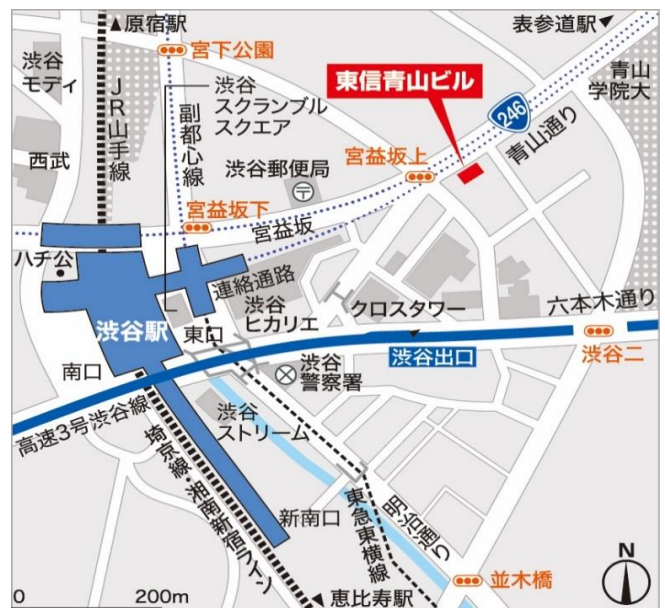 原宿駅
表参道駅
宮下公園
渋谷
モディ
JR山手線
渋谷
スクランブル
スクエア
東信青山ビル
246
青山
学院大
青山通り
副都心線
西武
渋谷郵便局
宮益坂上
宮益坂下
宮益坂
ハチ公
連絡通路
渋谷駅
東口
渋谷
ヒカリエ
クロスタワー
六本木通り
渋谷出口
渋谷二
南口
渋谷
警察署
高速3号渋谷線
渋谷
ストリーム
埼京線・湘南新宿ライン
新南口
東急東横線
明治通り
並木橋
N
0 200m
恵比寿駅